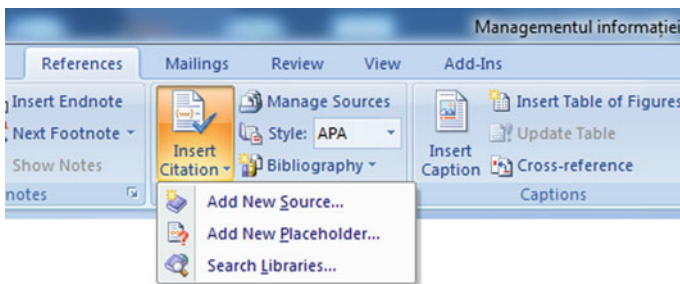 Managementul informației
References Mailings Review View Add-Ins
Insert Endnote
Next Footnote
Show Notes
notes
Insert
Citation
Manage Sources
Style: APA
Bibliography
Insert
Caption
Insert Table of Figures
Update Table
Cross-reference
Captions
Add New Source...
Add New Placeholder...
Search Libraries...